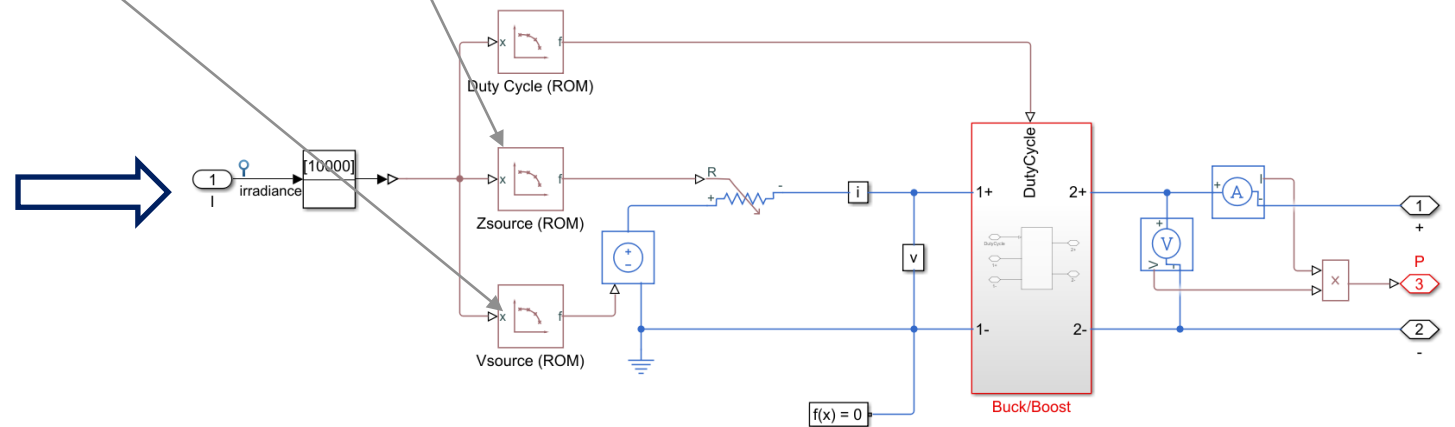 x
f
Duty Cycle (ROM)
[10000]
1
irradiance
I
x
f
Zsource (ROM)
R
+
-
i
v
+
-
x
f
Vsource (ROM)
f(x) = 0
DutyCycle
1+
2+
1-
2-
Buck/Boost
+
A
I
-
+
V
V
-
×
1
+
P
3
2
-